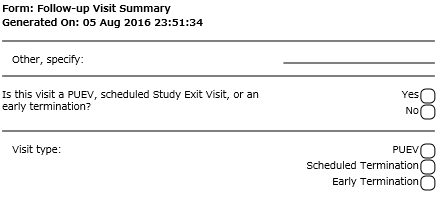 Form: Follow-up Visit Summary
Generated On: 05 Aug 2016 23:51:34
Other, specify:
Is this visit a PUEV, scheduled Study Exit Visit, or an
early termination?
Yes
No
Visit type:
PUEV
Scheduled Termination
Early Termination